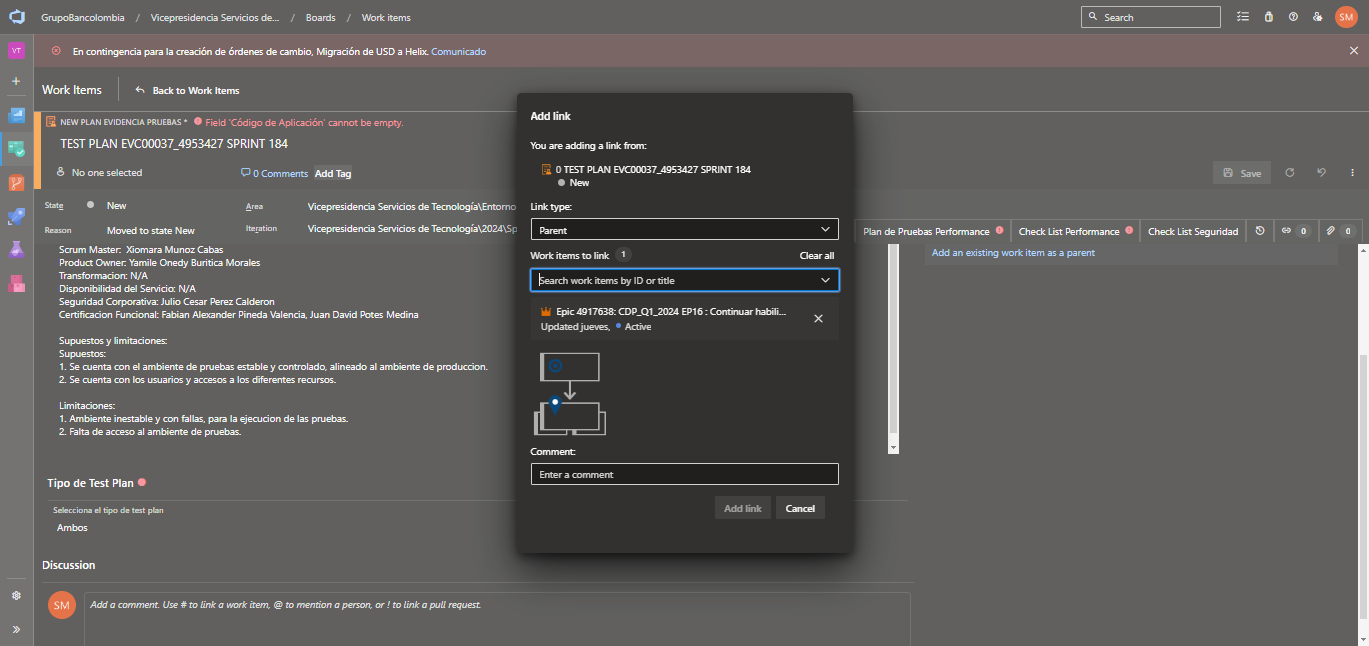 GrupoBancolombia / Vicepresidencia Servicios de... / Boards / Work items
Search
SM
VT
En contingencia para la creación de órdenes de cambio, Migración de USD a Helix. Comunicado
Work Items
Back to Work Items
NEW PLAN EVIDENCIA PRUEBAS *
Field 'Código de Aplicación' cannot be empty.
TEST PLAN EVC00037_4953427 SPRINT 184
No one selected
0 Comments
Add Tag
Save
State
New
Area
Vicepresidencia Servicios de Tecnología\Entorno
Reason
Moved to state New
Iteration
Vicepresidencia Servicios de Tecnología\2024\Sp
Plan de Pruebas Performance
Check List Performance
Check List Seguridad
0
0
Scrum Master: Xiomara Munoz Cabas
Product Owner: Yamile Onedy Buritica Morales
Transformacion: N/A
Disponibilidad del Servicio: N/A
Seguridad Corporativa: Julio Cesar Perez Calderon
Certificacion Funcional: Fabian Alexander Pineda Valencia, Juan David Potes Medina
Supuestos y limitaciones:
Supuestos:
1. Se cuenta con el ambiente de pruebas estable y controlado, alineado al ambiente de produccion.
2. Se cuenta con los usuarios y accesos a los diferentes recursos.
Limitaciones:
1. Ambiente inestable y con fallas, para la ejecucion de las pruebas.
2. Falta de acceso al ambiente de pruebas.
Add an existing work item as a parent
Tipo de Test Plan
Selecciona el tipo de test plan
Ambos
Discussion
SM
Add a comment. Use # to link a work item, @ to mention a person, or ! to link a pull request.
Add link
You are adding a link from:
0 TEST PLAN EVC00037_4953427 SPRINT 184
New
Link type:
Parent
Work items to link 1
Clear all
Search work items by ID or title
Epic 4917638: CDP_Q1_2024 EP16 : Continuar habili...
Updated jueves, Active
Comment:
Enter a comment
Add link
Cancel